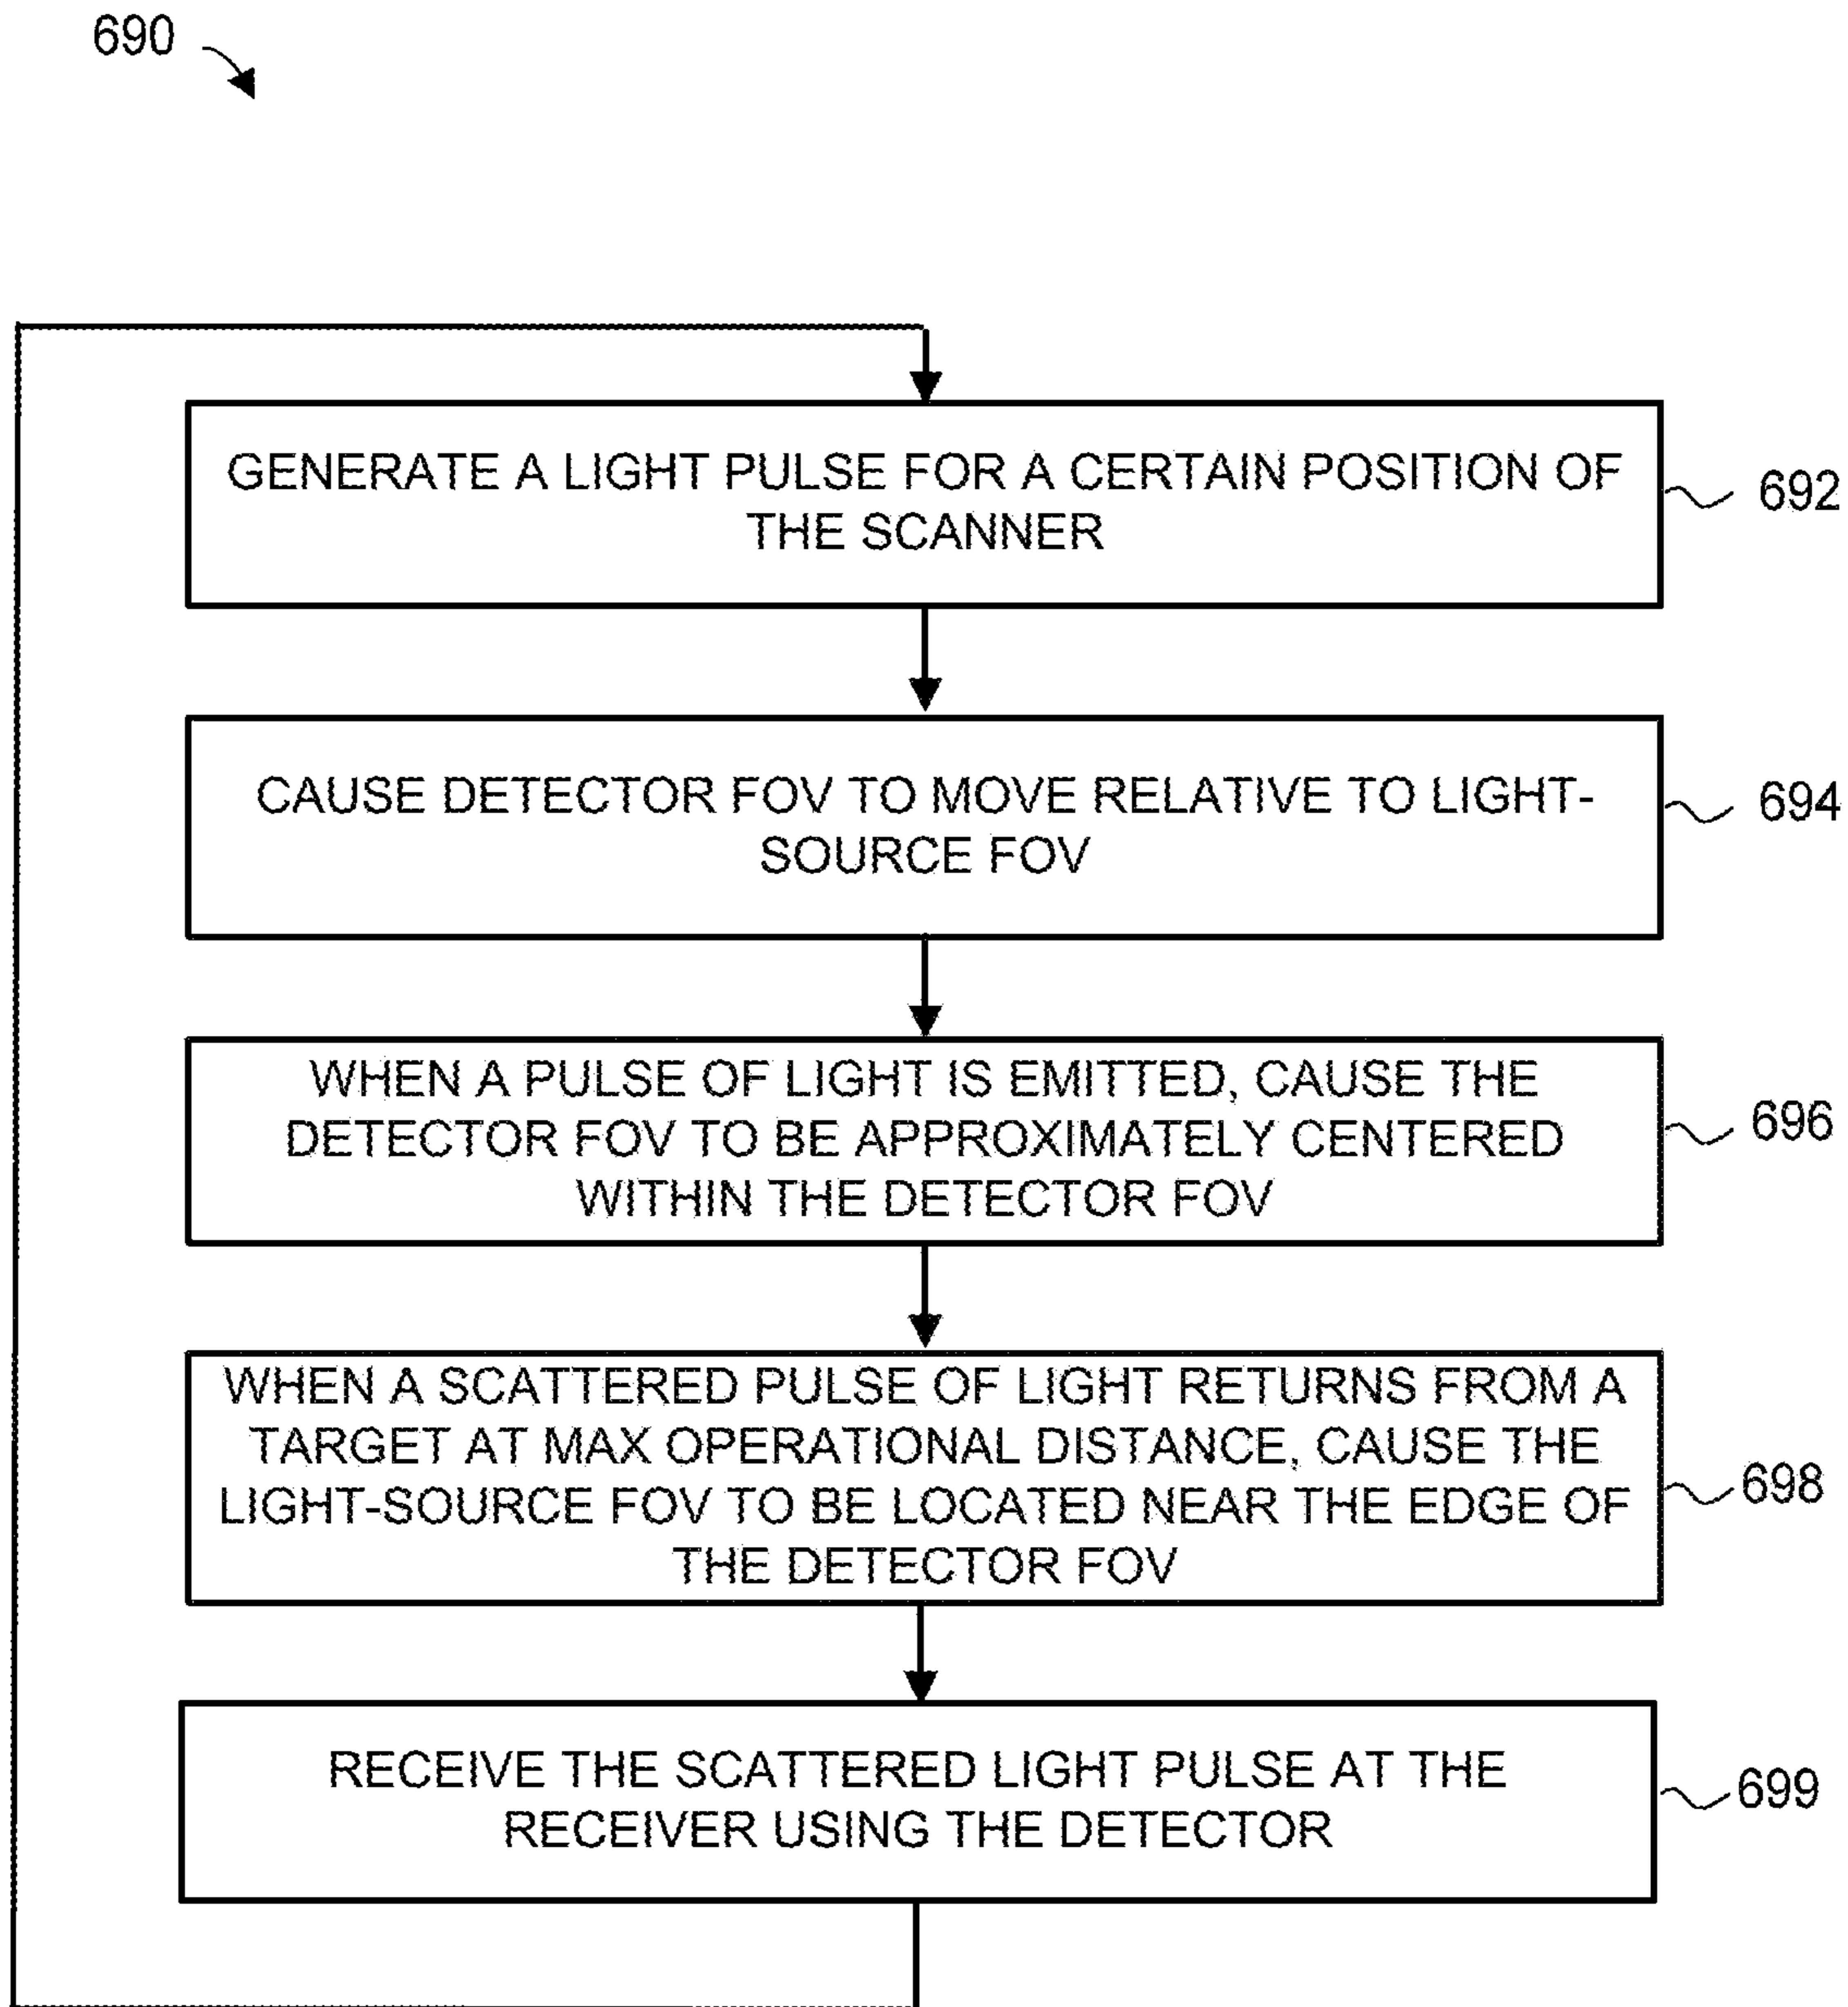 690
GENERATE A LIGHT PULSE FOR A CERTAIN POSITION OF
THE SCANNER
692
CAUSE DETECTOR FOV TO MOVE RELATIVE TO LIGHT-
SOURCE FOV
694
WHEN A PULSE OF LIGHT IS EMITTED, CAUSE THE
DETECTOR FOV TO BE APPROXIMATELY CENTERED
WITHIN THE DETECTOR FOV
696
WHEN A SCATTERED PULSE OF LIGHT RETURNS FROM A
TARGET AT MAX OPERATIONAL DISTANCE, CAUSE THE
LIGHT-SOURCE FOV TO BE LOCATED NEAR THE EDGE OF
THE DETECTOR FOV
698
RECEIVE THE SCATTERED LIGHT PULSE AT THE
RECEIVER USING THE DETECTOR
699